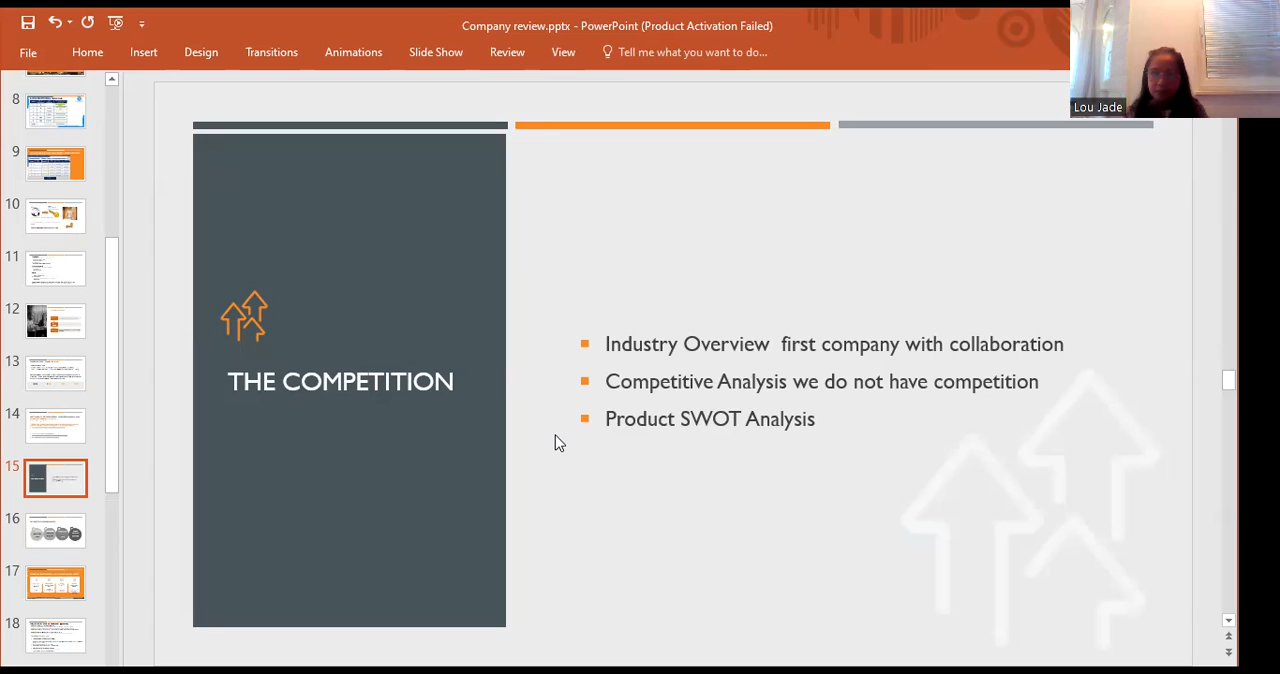 Company review.pptx - PowerPoint (Product Activation Failed)
File Home Insert Design Transitions Animations Slide Show Review View Tell me what you want to do...
Lou Jade
8
9
10
11
12
13
14
15
16
17
18
THE COMPETITION
Industry Overview first company with collaboration
Competitive Analysis we do not have competition
Product SWOT Analysis